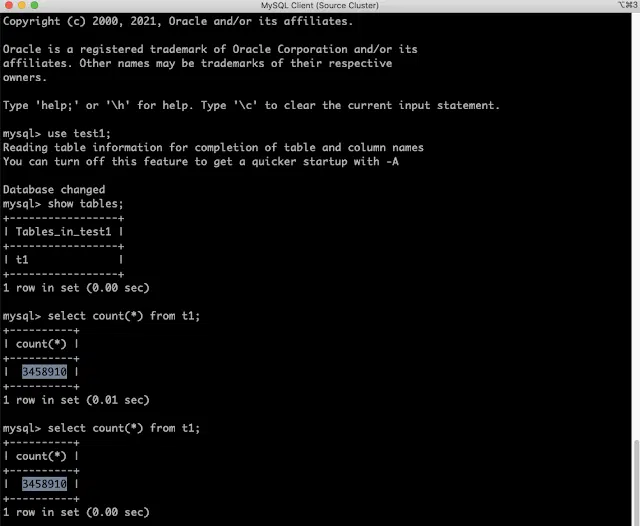 MySQL Client (Source Cluster)
⌥⌘3
Copyright (c) 2000, 2021, Oracle and/or its affiliates.
Oracle is a registered trademark of Oracle Corporation and/or its
affiliates. Other names may be trademarks of their respective
owners.
Type 'help;' or '\h' for help. Type '\c' to clear the current input statement.
mysql> use test1;
Reading table information for completion of table and column names
You can turn off this feature to get a quicker startup with -A
Database changed
mysql> show tables;
+-----------------+
| Tables_in_test1 |
+-----------------+
| t1              |
+-----------------+
1 row in set (0.00 sec)
mysql> select count(*) from t1;
+----------+
| count(*) |
+----------+
|  3458910 |
+----------+
1 row in set (0.01 sec)
mysql> select count(*) from t1;
+----------+
| count(*) |
+----------+
|  3458910 |
+----------+
1 row in set (0.00 sec)